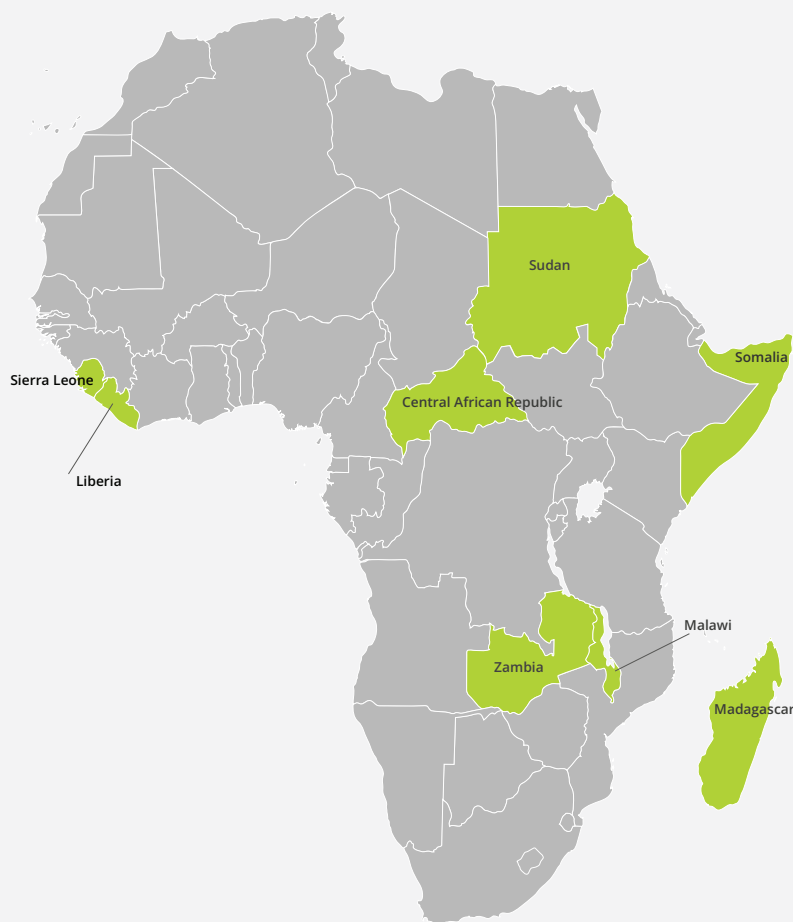 Sudan
Somalia
Sierra Leone
Central African Republic
Liberia
Malawi
Zambia
Madagascar